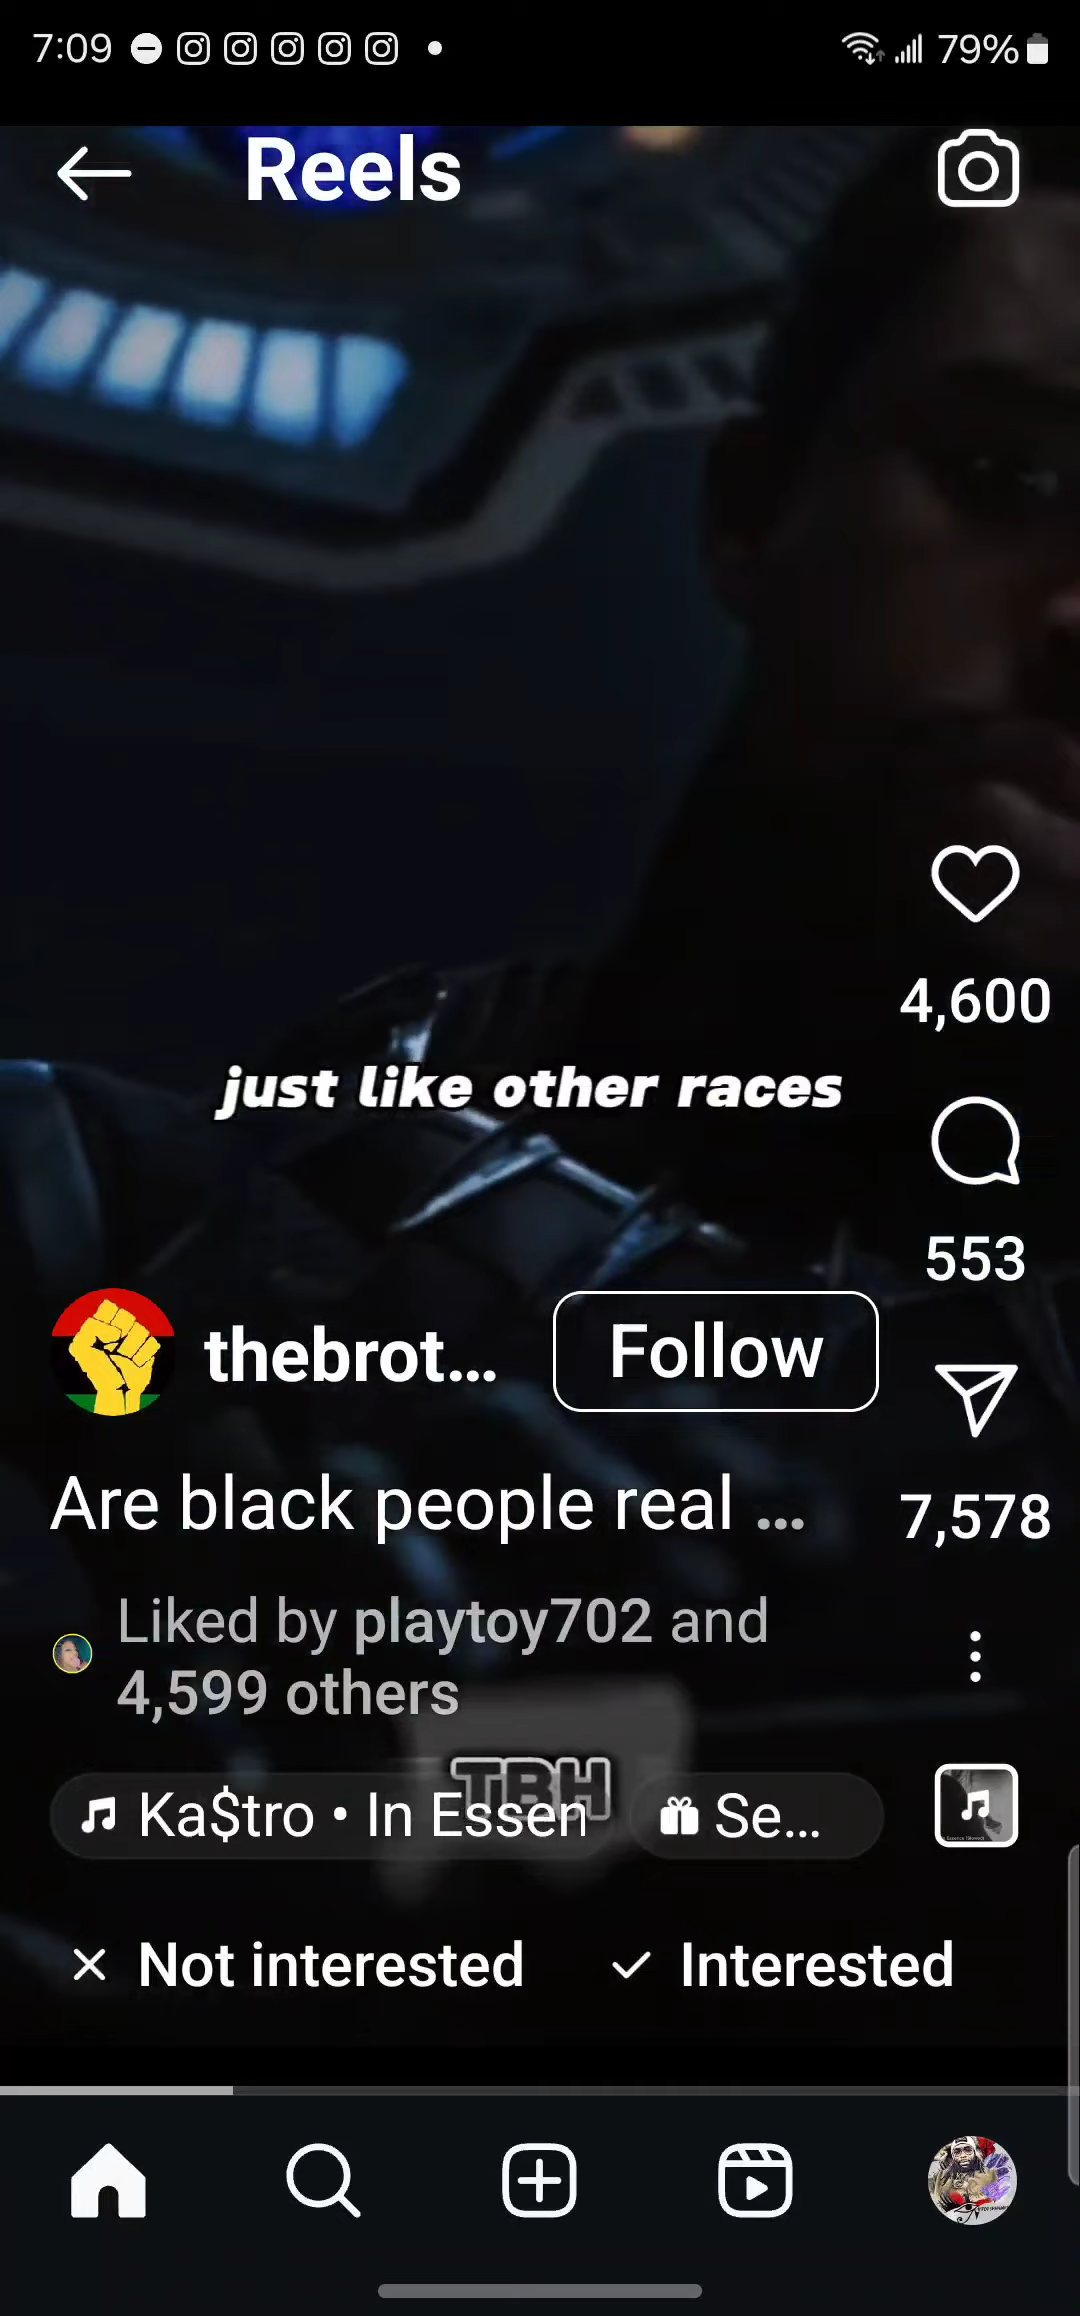 7:09
79%
Reels
4,600
just like other races
553
thebrot...
Follow
Are black people real ...
7,578
Liked by playtoy702 and
4,599 others
TBH
Ka$tro • In Essen
Se...
Not interested
Interested